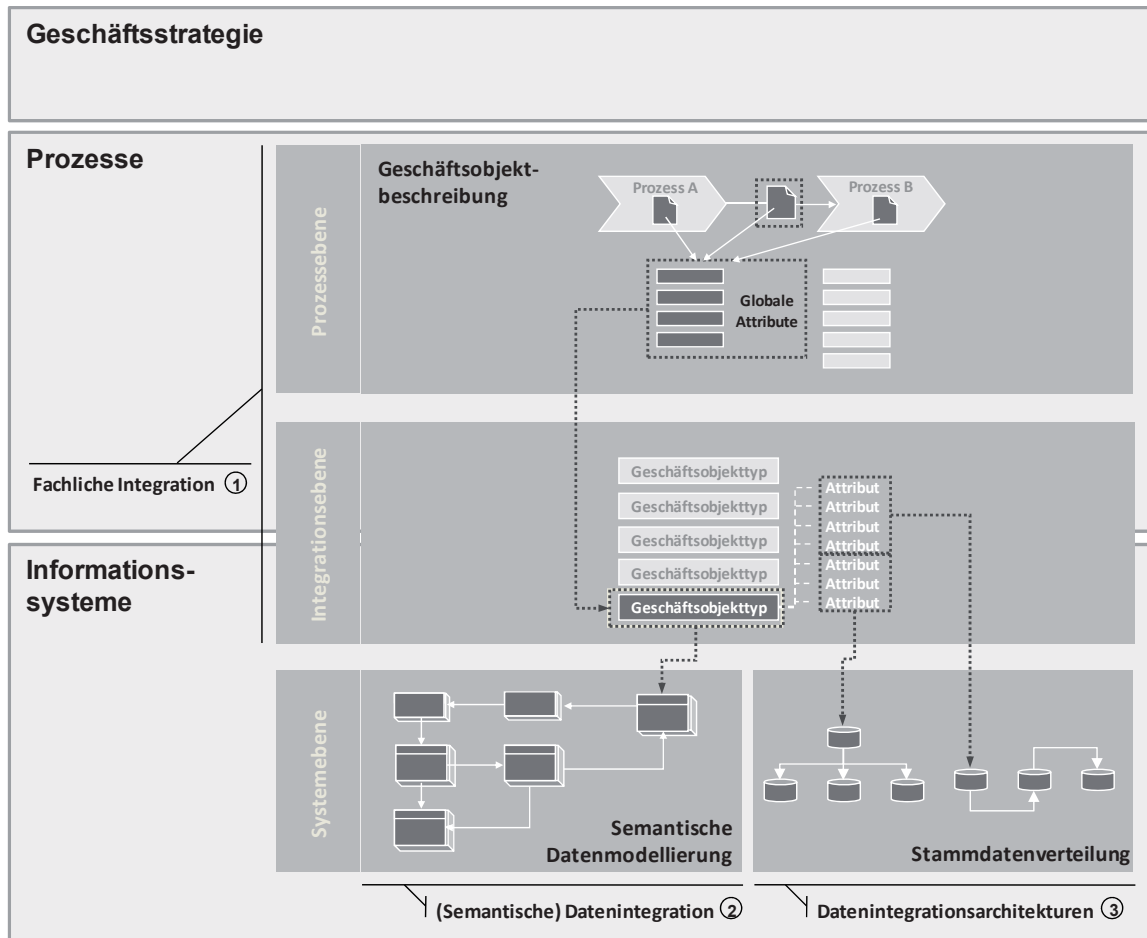 Geschäftsstrategie
Prozesse
Prozessebene
Geschäftsobjekt-
beschreibung
Prozess A
Prozess B
Globale
Attribute
Fachliche Integration 1
Integrationsebene
Geschäftsobjekttyp
Geschäftsobjekttyp
Geschäftsobjekttyp
Geschäftsobjekttyp
Geschäftsobjekttyp
Attribut
Attribut
Attribut
Attribut
Attribut
Attribut
Attribut
Informations-
systeme
Systemebene
Semantische
Datenmodellierung
Stammdatenverteilung
(Semantische) Datenintegration 2
Datenintegrationsarchitekturen 3